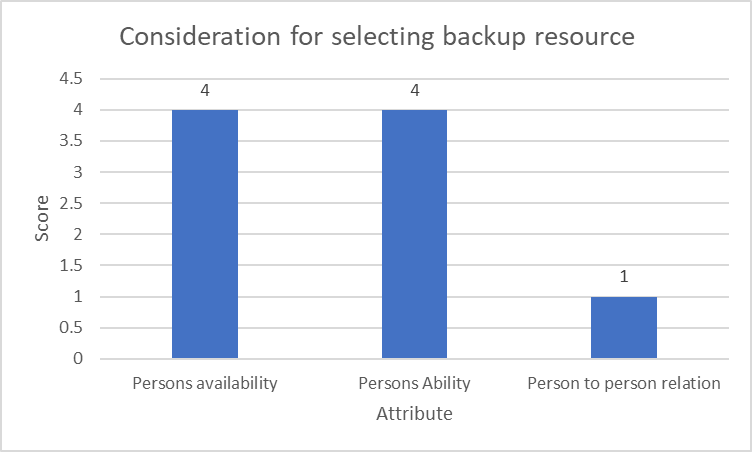 Consideration for selecting backup resource
4.5
4
3.5
3
2.5
2
1.5
1
0.5
0
Score
4
4
1
Persons availability
Persons Ability
Person to person relation
Attribute